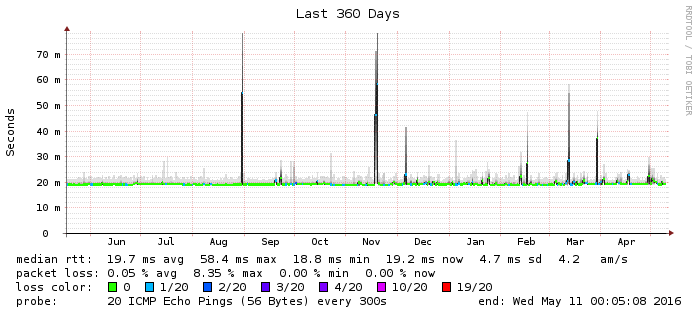 Last 360 Days
RRDTOOL / TOBI OETIKER
Seconds
70 m
60 m
50 m
40 m
30 m
20 m
10 m
0
Jun Jul Aug Sep Oct Nov Dec Jan Feb Mar Apr
median rtt: 19.7 ms avg 58.4 ms max 18.8 ms min 19.2 ms now 4.7 ms sd 4.2 am/s
packet loss: 0.05 % avg 8.35 % max 0.00 % min 0.00 % now
loss color: 0 1/20 2/20 3/20 4/20 10/20 19/20
probe: 20 ICMP Echo Pings (56 Bytes) every 300s end: Wed May 11 00:05:08 2016